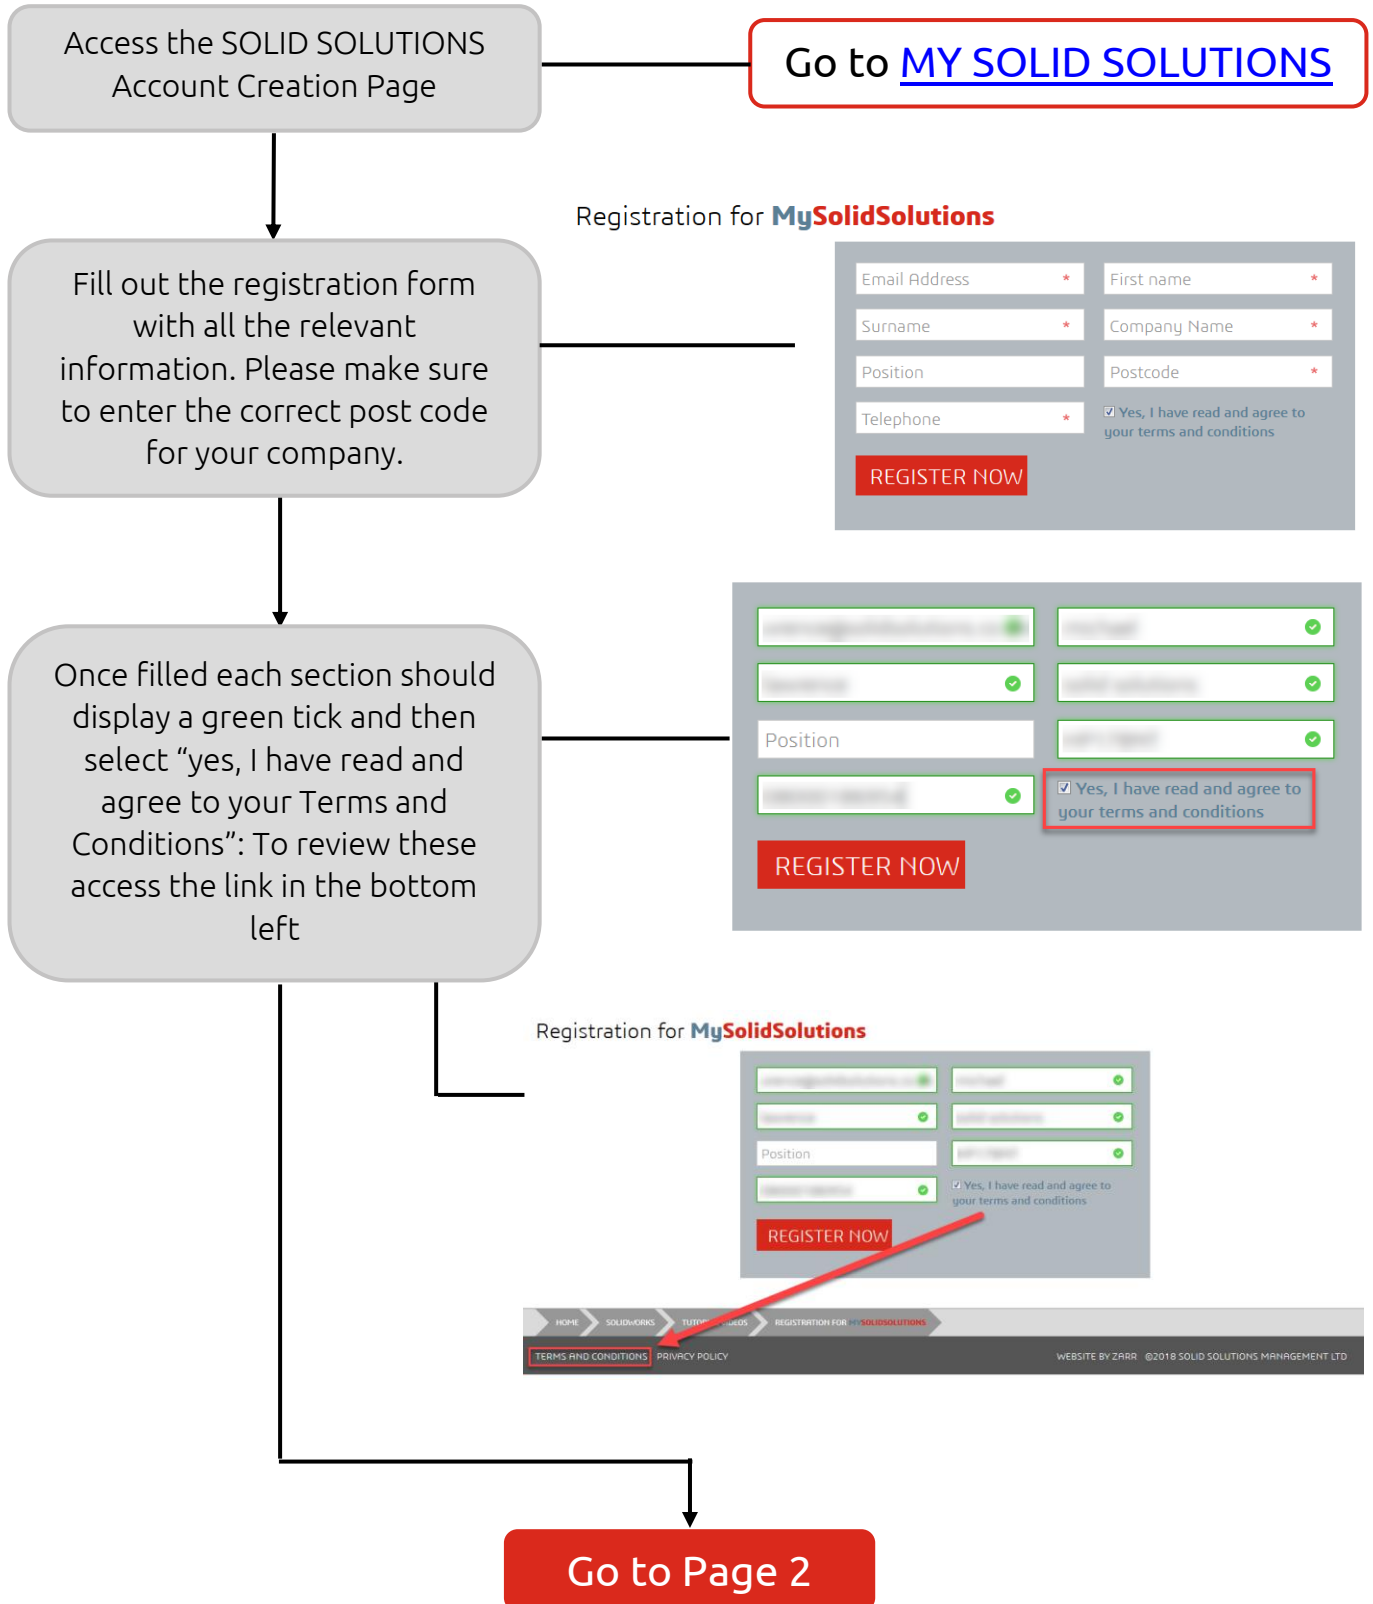 Access the SOLID SOLUTIONS
Account Creation Page
Go to MY SOLID SOLUTIONS
Registration for MySolidSolutions
Fill out the registration form
with all the relevant
information. Please make sure
to enter the correct post code
for your company.
Email Address *
First name *
Surname *
Company Name *
Position
Postcode *
Telephone *
Yes, I have read and agree to
your terms and conditions
REGISTER NOW
Once filled each section should
display a green tick and then
select “yes, I have read and
agree to your Terms and
Conditions”: To review these
access the link in the bottom
left
Position
Yes, I have read and agree to
your terms and conditions
REGISTER NOW
Registration for MySolidSolutions
Position
Yes, I have read and agree to
your terms and conditions
REGISTER NOW
HOME SOLIDWORKS REGISTRATION FOR MYSOLIDSOLUTIONS
TERMS AND CONDITIONS PRIVACY POLICY WEBSITE BY ZARR ©2018 SOLID SOLUTIONS MANAGEMENT LTD
Go to Page 2